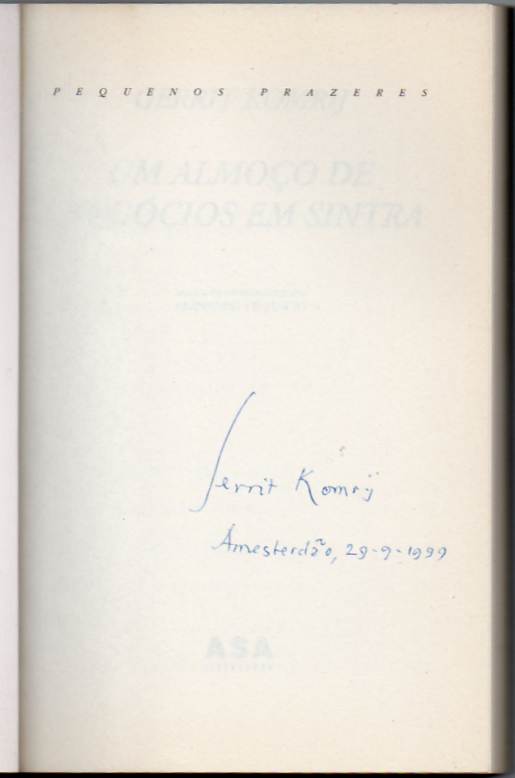 PEQUENOS PRAZERES
GERRIT KOMRIJ
UM ALMOÇO DE
NEGÓCIOS EM SINTRA
Gerrit Komrij
Amesterdão, 29-9-1999
ASA